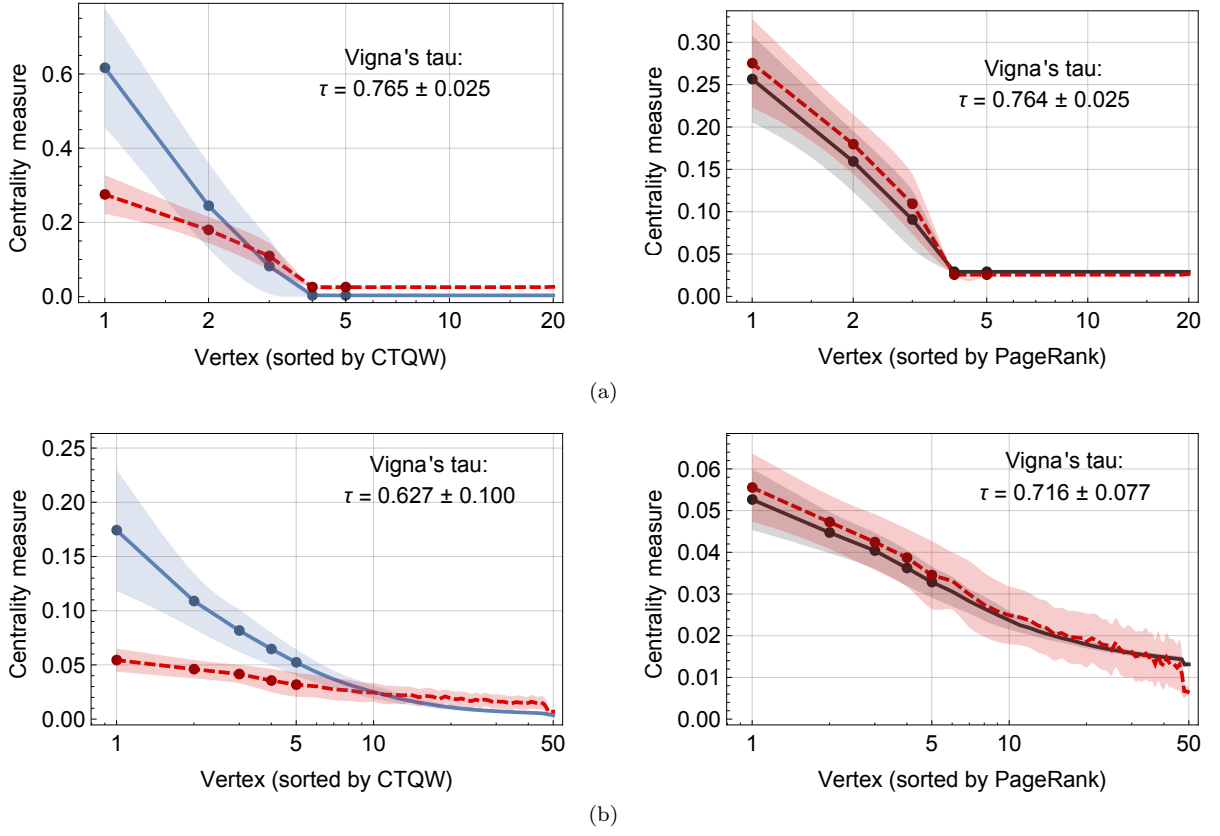 0.6
0.4
0.2
0.0
Centrality measure
Vigna's tau:
τ = 0.765 ± 0.025
1
2
5
10
20
Vertex (sorted by CTQW)
0.30
0.25
0.20
0.15
0.10
0.05
0.00
Centrality measure
Vigna's tau:
τ = 0.764 ± 0.025
1
2
5
10
20
Vertex (sorted by PageRank)
(a)
0.25
0.20
0.15
0.10
0.05
0.00
Centrality measure
Vigna's tau:
τ = 0.627 ± 0.100
1
5
10
50
Vertex (sorted by CTQW)
0.06
0.05
0.04
0.03
0.02
0.01
0.00
Centrality measure
Vigna's tau:
τ = 0.716 ± 0.077
1
5
10
50
Vertex (sorted by PageRank)
(b)